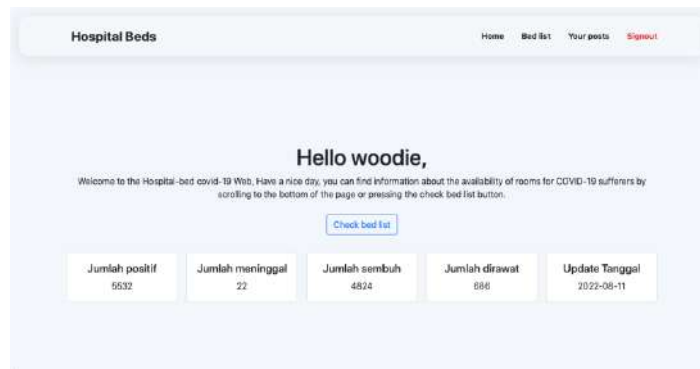 Hospital Beds
Home Bed list Your posts Signout
Hello woodie,
Welcome to the Hospital-bed covid-19 Web, Have a nice day, you can find information about the availability of rooms for COVID-19 sufferers by
scrolling to the bottom of the page or pressing the check bed list button.
Check bed list
Jumlah positif Jumlah meninggal Jumlah sembuh Jumlah dirawat Update Tanggal
5532 22 4824 686 2022-08-11